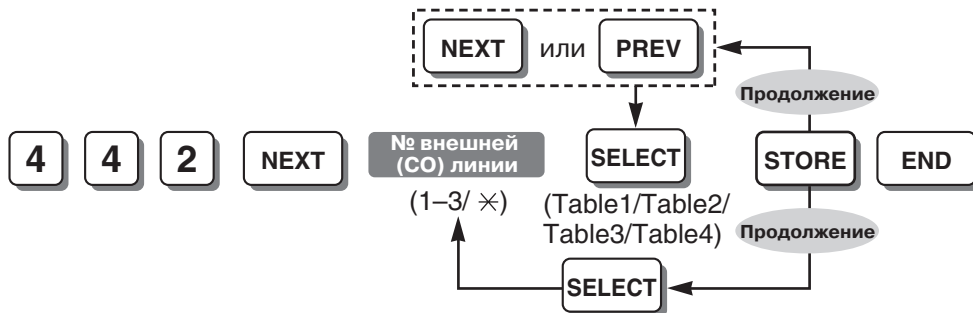 NEXT или PREV
Продолжение
4 4 2 NEXT № внешней
(СО) линии SELECT STORE END
(1–3/ ✳) (Table1/Table2/
Table3/Table4)
Продолжение
SELECT